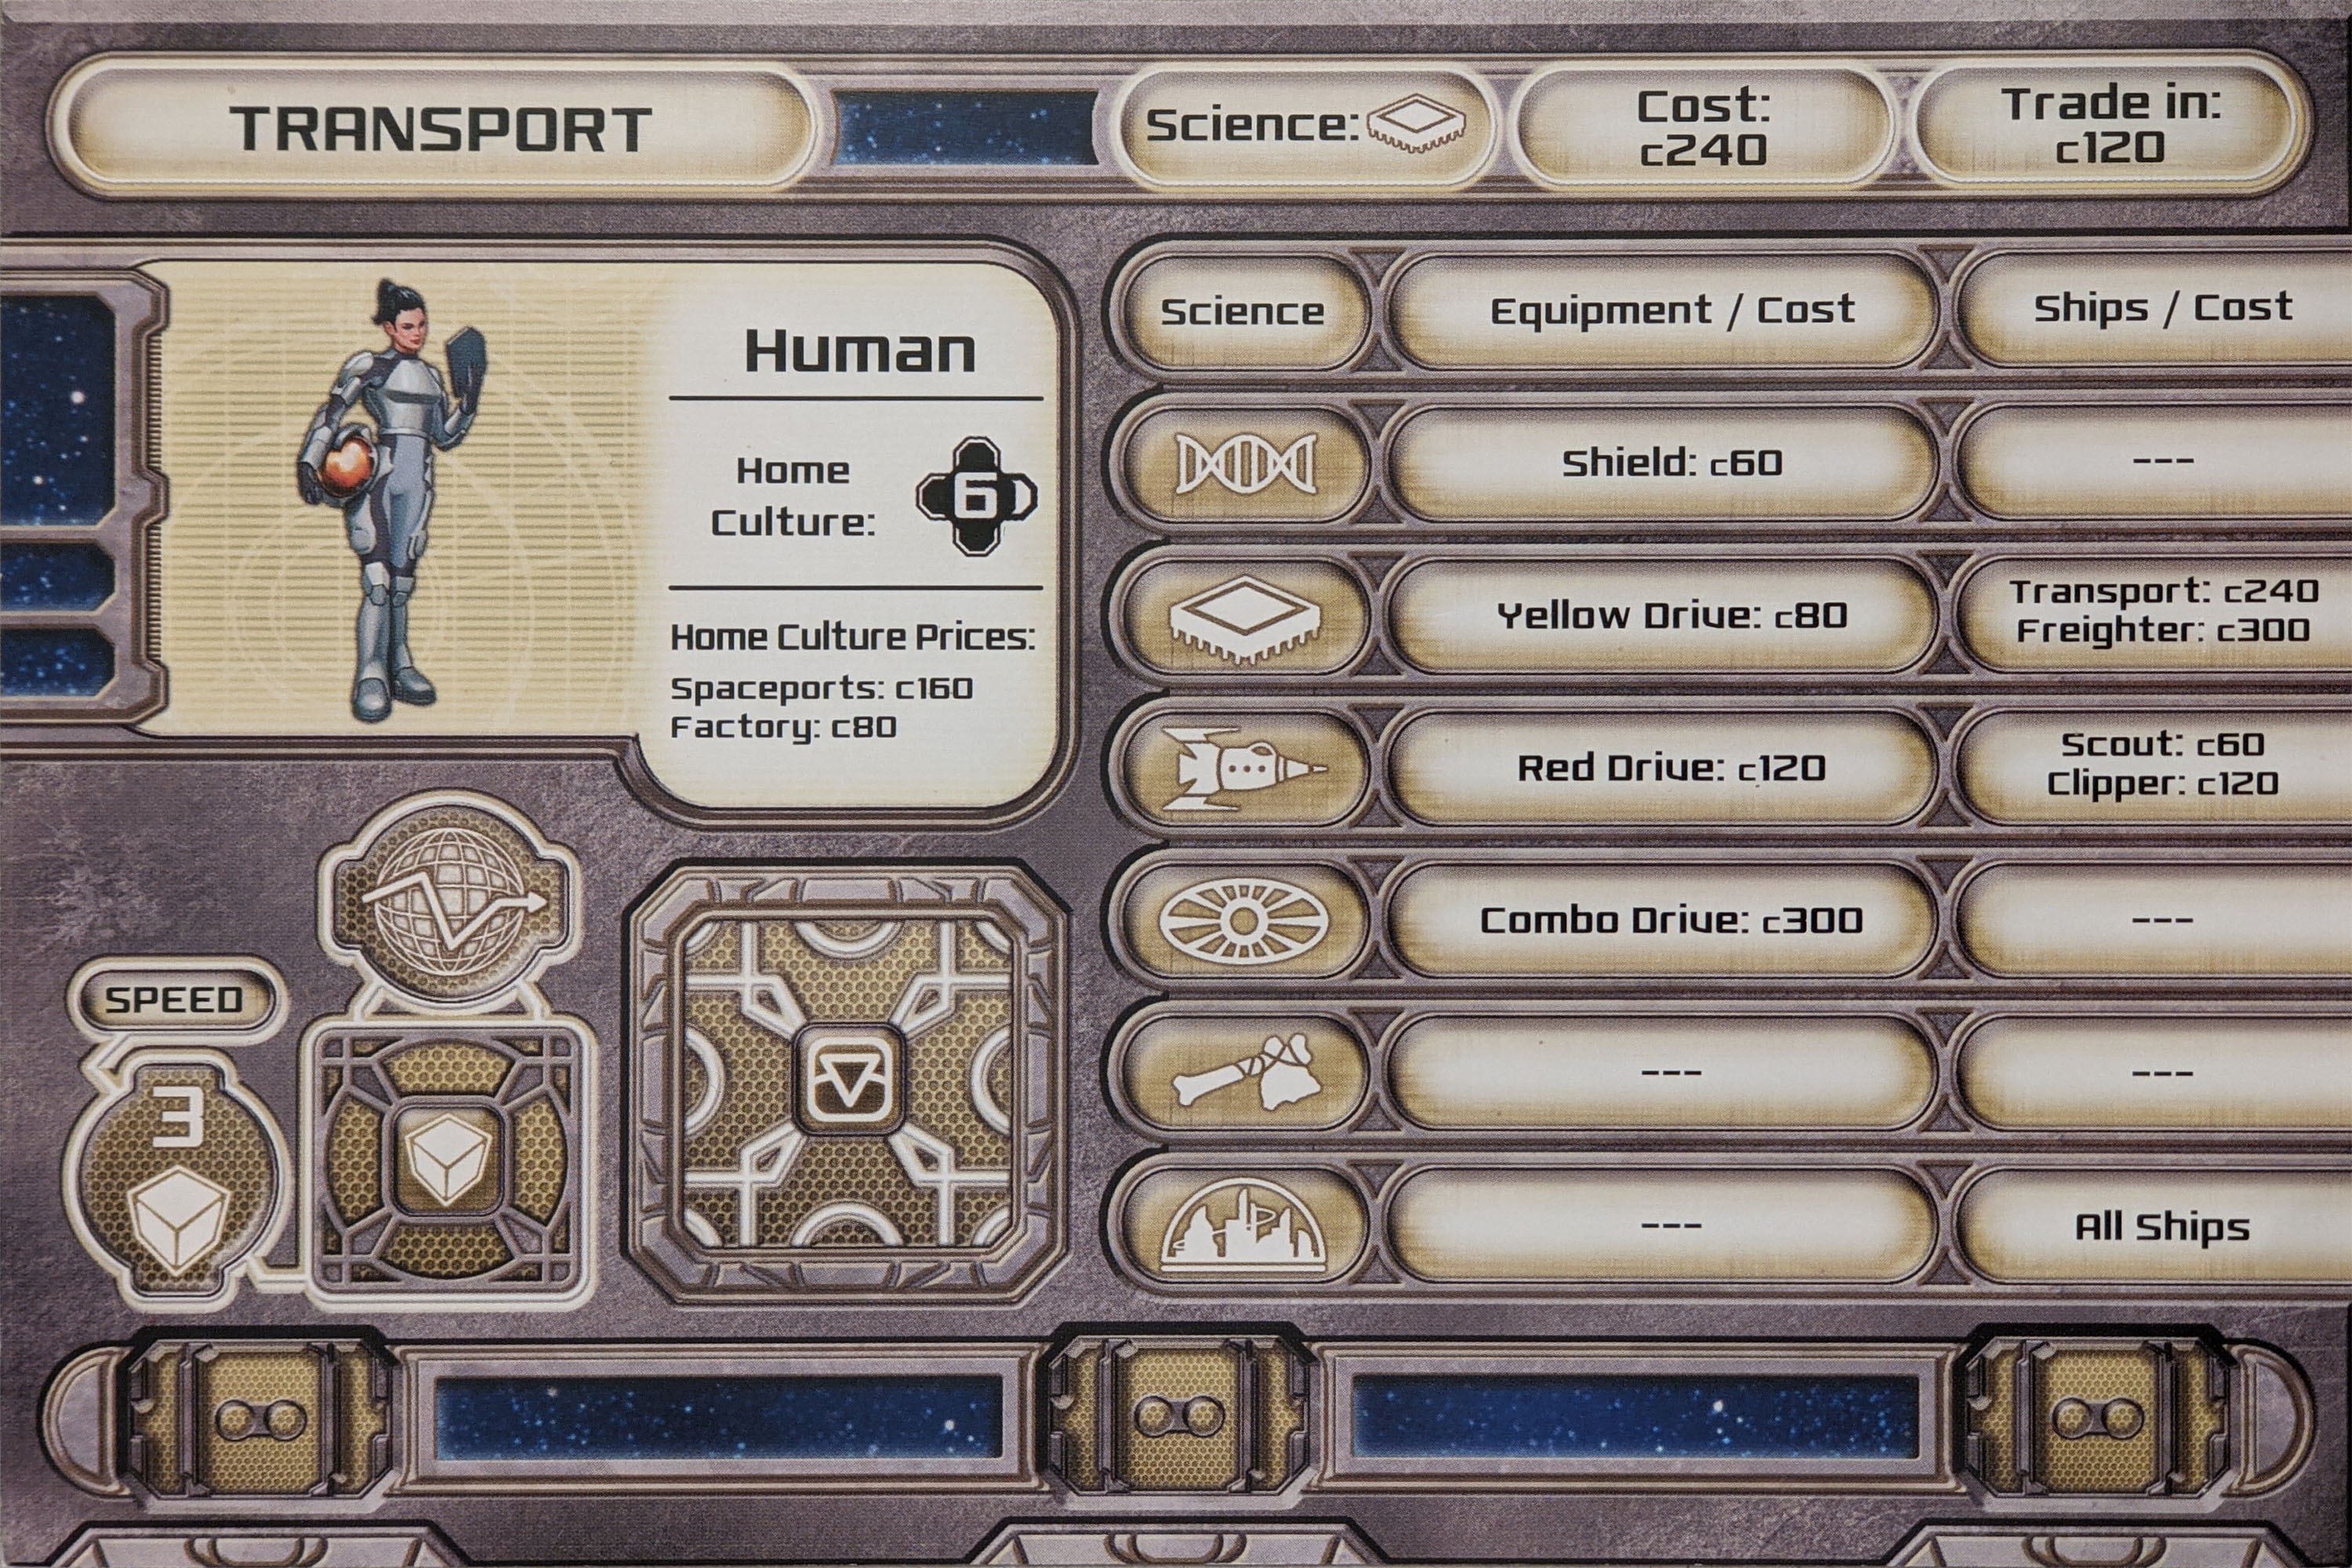 TRANSPORT
Science:
Cost:
c240
Trade in:
c120
Human
Home
Culture:
6
Home Culture Prices:
Spaceports: c160
Factory: c80
SPEED
3
Science
Equipment / Cost
Ships / Cost
Shield: c60
---
Yellow Drive: c80
Transport: c240
Freighter: c300
Red Drive: c120
Scout: c60
Clipper: c120
Combo Drive: c300
---
---
---
---
All Ships